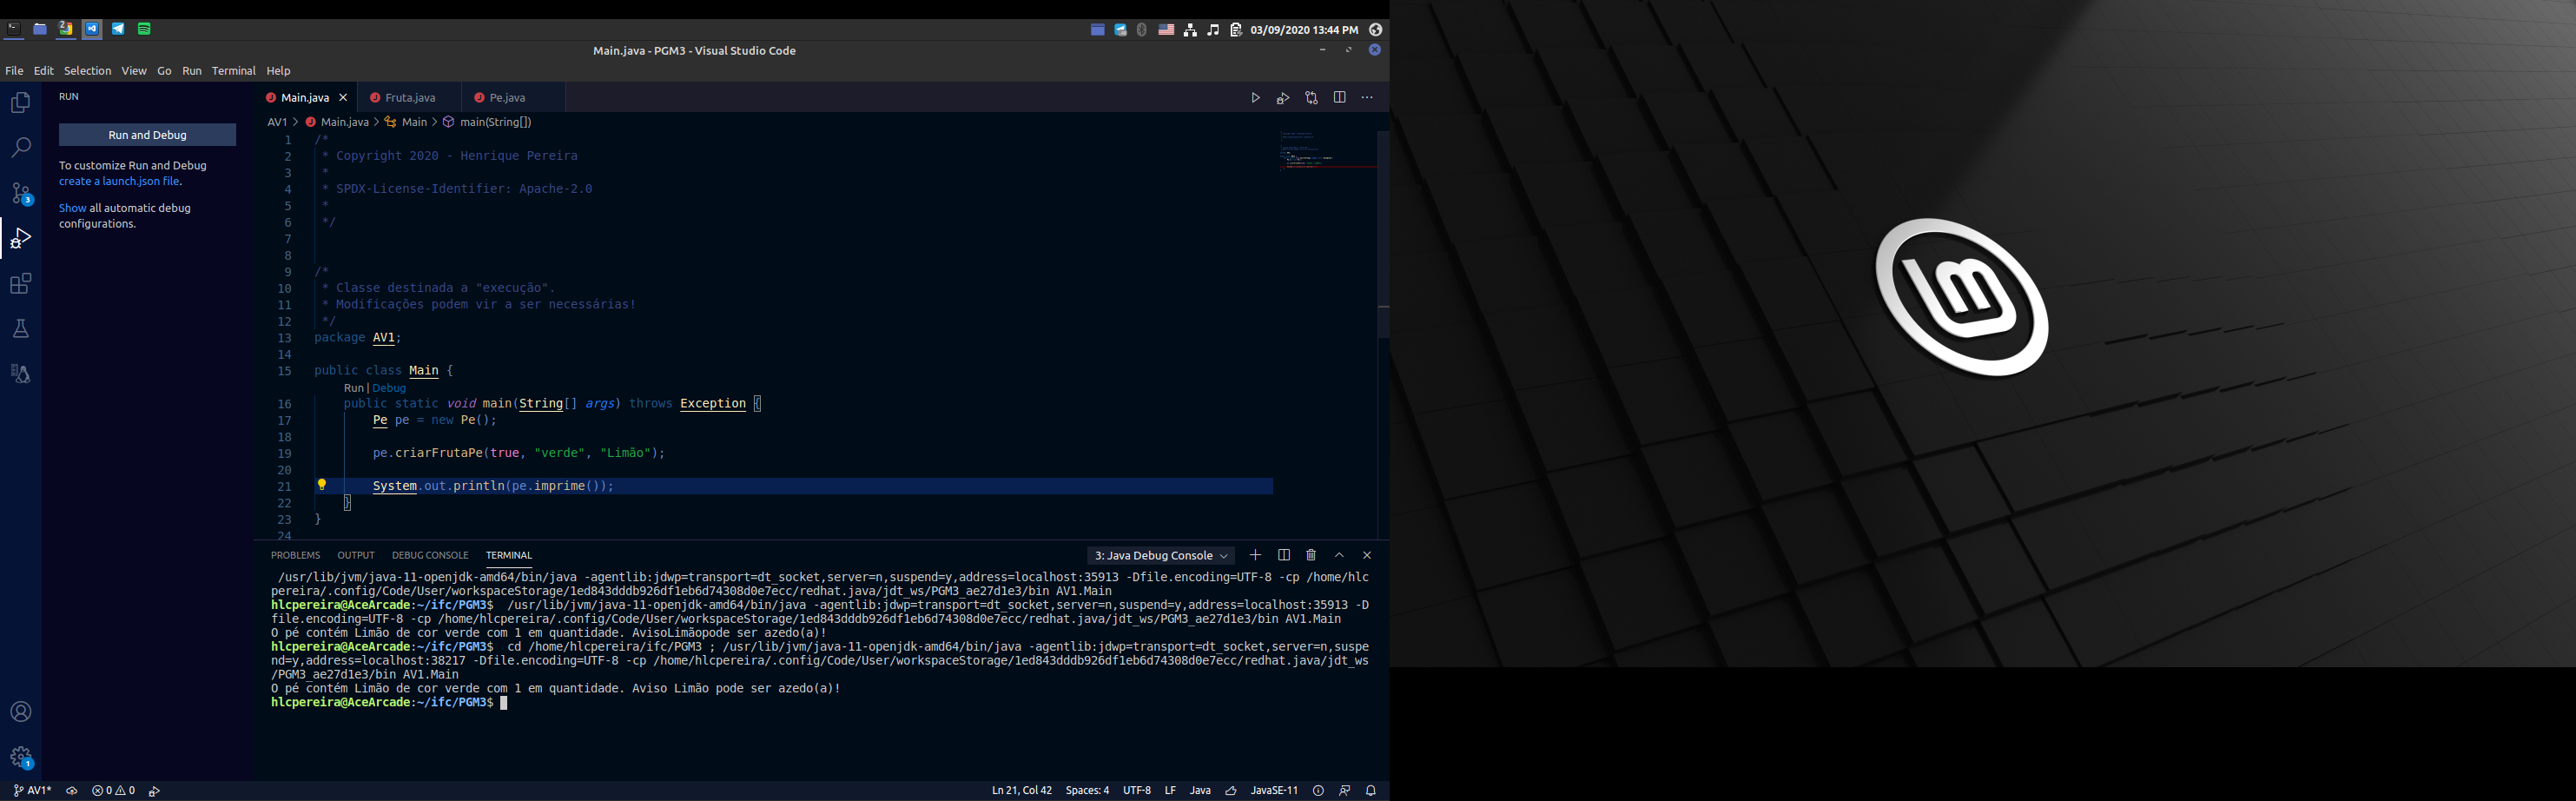 2
03/09/2020 13:44 PM
Main.java - PGM3 - Visual Studio Code
File Edit Selection View Go Run Terminal Help
RUN
Run and Debug
To customize Run and Debug
create a launch.json file.
Show all automatic debug
configurations.
3
1
Main.java Fruta.java Pe.java
AV1 > Main.java > Main > main(String[])
1 /*
2  * Copyright 2020 - Henrique Pereira
3  *
4  * SPDX-License-Identifier: Apache-2.0
5  *
6  */
7
8
9 /*
10  * Classe destinada a "execução".
11  * Modificações podem vir a ser necessárias!
12  */
13 package AV1;
14
15 public class Main {
Run | Debug
16     public static void main(String[] args) throws Exception {
17         Pe pe = new Pe();
18
19         pe.criarFrutaPe(true, "verde", "Limão");
20
21         System.out.println(pe.imprime());
22     }
23 }
24
PROBLEMS OUTPUT DEBUG CONSOLE TERMINAL 3: Java Debug Console
/usr/lib/jvm/java-11-openjdk-amd64/bin/java -agentlib:jdwp=transport=dt_socket,server=n,suspend=y,address=localhost:35913 -Dfile.encoding=UTF-8 -cp /home/hlc
pereira/.config/Code/User/workspaceStorage/1ed843dddb926df1eb6d74308d0e7ecc/redhat.java/jdt_ws/PGM3_ae27d1e3/bin AV1.Main
hlcpereira@AceArcade:~/ifc/PGM3$  /usr/lib/jvm/java-11-openjdk-amd64/bin/java -agentlib:jdwp=transport=dt_socket,server=n,suspend=y,address=localhost:35913 -D
file.encoding=UTF-8 -cp /home/hlcpereira/.config/Code/User/workspaceStorage/1ed843dddb926df1eb6d74308d0e7ecc/redhat.java/jdt_ws/PGM3_ae27d1e3/bin AV1.Main
O pé contém Limão de cor verde com 1 em quantidade. AvisoLimãopode ser azedo(a)!
hlcpereira@AceArcade:~/ifc/PGM3$  cd /home/hlcpereira/ifc/PGM3 ; /usr/lib/jvm/java-11-openjdk-amd64/bin/java -agentlib:jdwp=transport=dt_socket,server=n,suspe
nd=y,address=localhost:38217 -Dfile.encoding=UTF-8 -cp /home/hlcpereira/.config/Code/User/workspaceStorage/1ed843dddb926df1eb6d74308d0e7ecc/redhat.java/jdt_ws
/PGM3_ae27d1e3/bin AV1.Main
O pé contém Limão de cor verde com 1 em quantidade. Aviso Limão pode ser azedo(a)!
hlcpereira@AceArcade:~/ifc/PGM3$
AV1* 0 0 Ln 21, Col 42 Spaces: 4 UTF-8 LF Java JavaSE-11